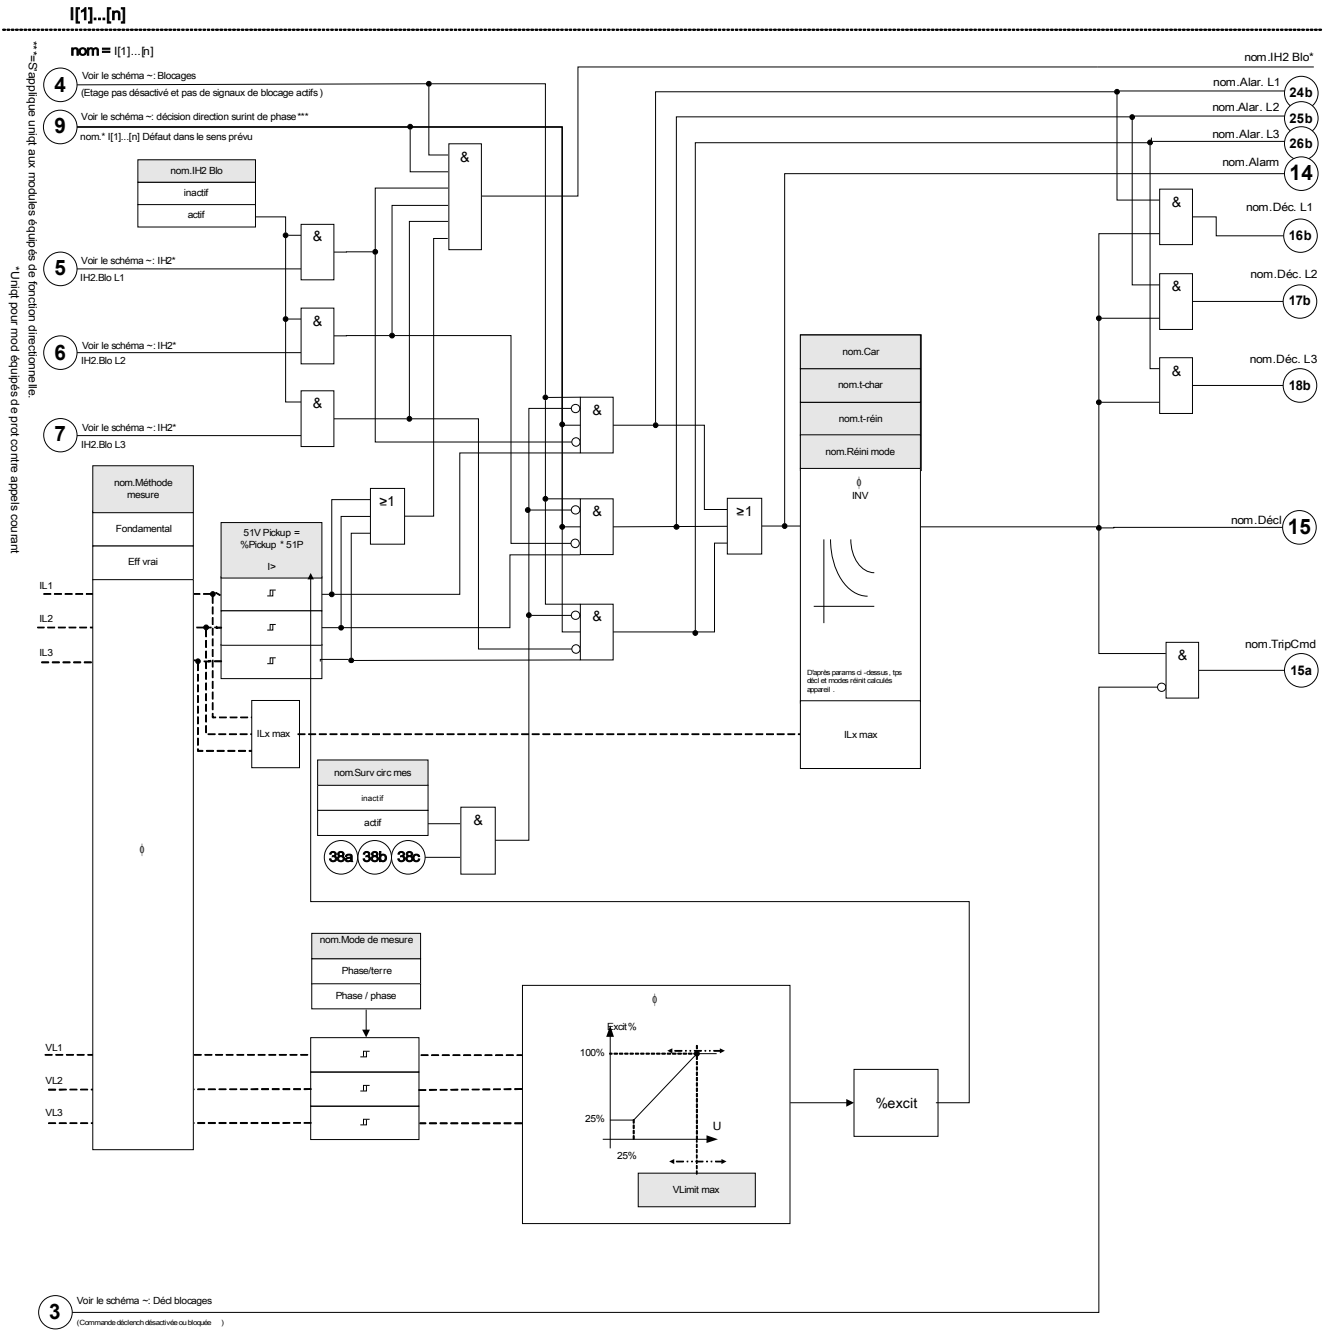 I[1]...[n]
nom = I[1]...[n]
***=S'applique uniqt aux modules équipés de fonction directionnelle.
*Uniqt pour mod équipés de prot contre appels courant
4
Voir le schéma ~: Blocages
(Etage pas désactivé et pas de signaux de blocage actifs )
9
Voir le schéma ~: décision direction surint de phase***
nom.* I[1]...[n] Défaut dans le sens prévu
nom.IH2 Blo
inactif
actif
&
&
5
Voir le schéma ~: IH2*
IH2.Blo L1
&
6
Voir le schéma ~: IH2*
IH2.Blo L2
&
7
Voir le schéma ~: IH2*
IH2.Blo L3
nom.IH2 Blo*
nom.Alar. L1
24b
nom.Alar. L2
25b
nom.Alar. L3
26b
nom.Alarm
14
&
nom.Déc. L1
16b
&
nom.Déc. L2
17b
&
nom.Déc. L3
18b
nom.Méthode
mesure
Fondamental
Eff vrai
ϕ
51V Pickup =
%Pickup * 51P
I>
≥1
&
&
&
≥1
nom.Car
nom.t-char
nom.t-réin
nom.Réini mode
ϕ
INV
D'après params ci -dessus, tps
décl et modes réinit calculés
appareil .
ILx max
nom.Décl
15
IL1
IL2
IL3
ILx max
&
nom.TripCmd
15a
nom.Surv circ mes
inactif
actif
&
38a
38b
38c
nom.Mode de mesure
Phase/terre
Phase / phase
VL1
VL2
VL3
ϕ
Excit%
100%
25%
U
25%
VLimit max
%excit
3
Voir le schéma ~: Décl blocages
(Commande déclench désactivée ou bloquée )